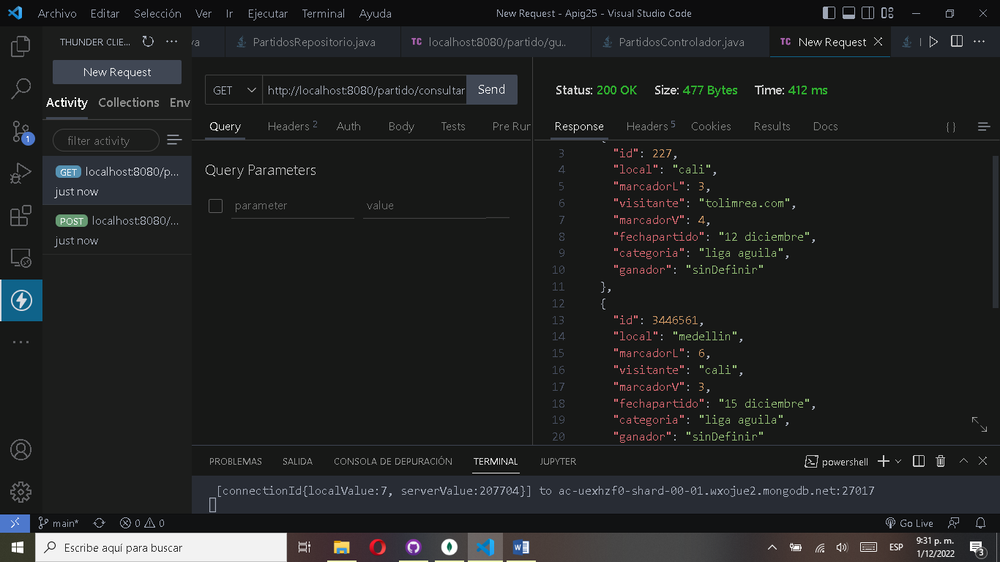 Archivo Editar Selección Ver Ir Ejecutar Terminal Ayuda New Request - Apig25 - Visual Studio Code
THUNDER CLIE... ... va PartidosRepositorio.java TC localhost:8080/partido/gu... PartidosControlador.java TC New Request
New Request
GET http://localhost:8080/partido/consultar Send
Status: 200 OK Size: 477 Bytes Time: 412 ms
Activity Collections Env
Query Headers 2 Auth Body Tests Pre Run
Response Headers 5 Cookies Results Docs { }
filter activity
GET localhost:8080/p...
just now
POST localhost:8080/...
just now
1
Query Parameters
parameter value
{
3 "id": 227,
4 "local": "cali",
5 "marcadorL": 3,
6 "visitante": "tolimrea.com",
7 "marcadorV": 4,
8 "fechapartido": "12 diciembre",
9 "categoria": "liga aguila",
10 "ganador": "sinDefinir"
11 },
12 {
13 "id": 3446561,
14 "local": "medellin",
15 "marcadorL": 6,
16 "visitante": "cali",
17 "marcadorV": 3,
18 "fechapartido": "15 diciembre",
19 "categoria": "liga aguila",
20 "ganador": "sinDefinir"
PROBLEMAS SALIDA CONSOLA DE DEPURACIÓN TERMINAL JUPYTER powershell
[connectionId{localValue:7, serverValue:207704}] to ac-uexhzf0-shard-00-01.wxojue2.mongodb.net:27017
main* 0 0 Go Live
Escribe aquí para buscar ESP 9:31 p. m.
1/12/2022
3